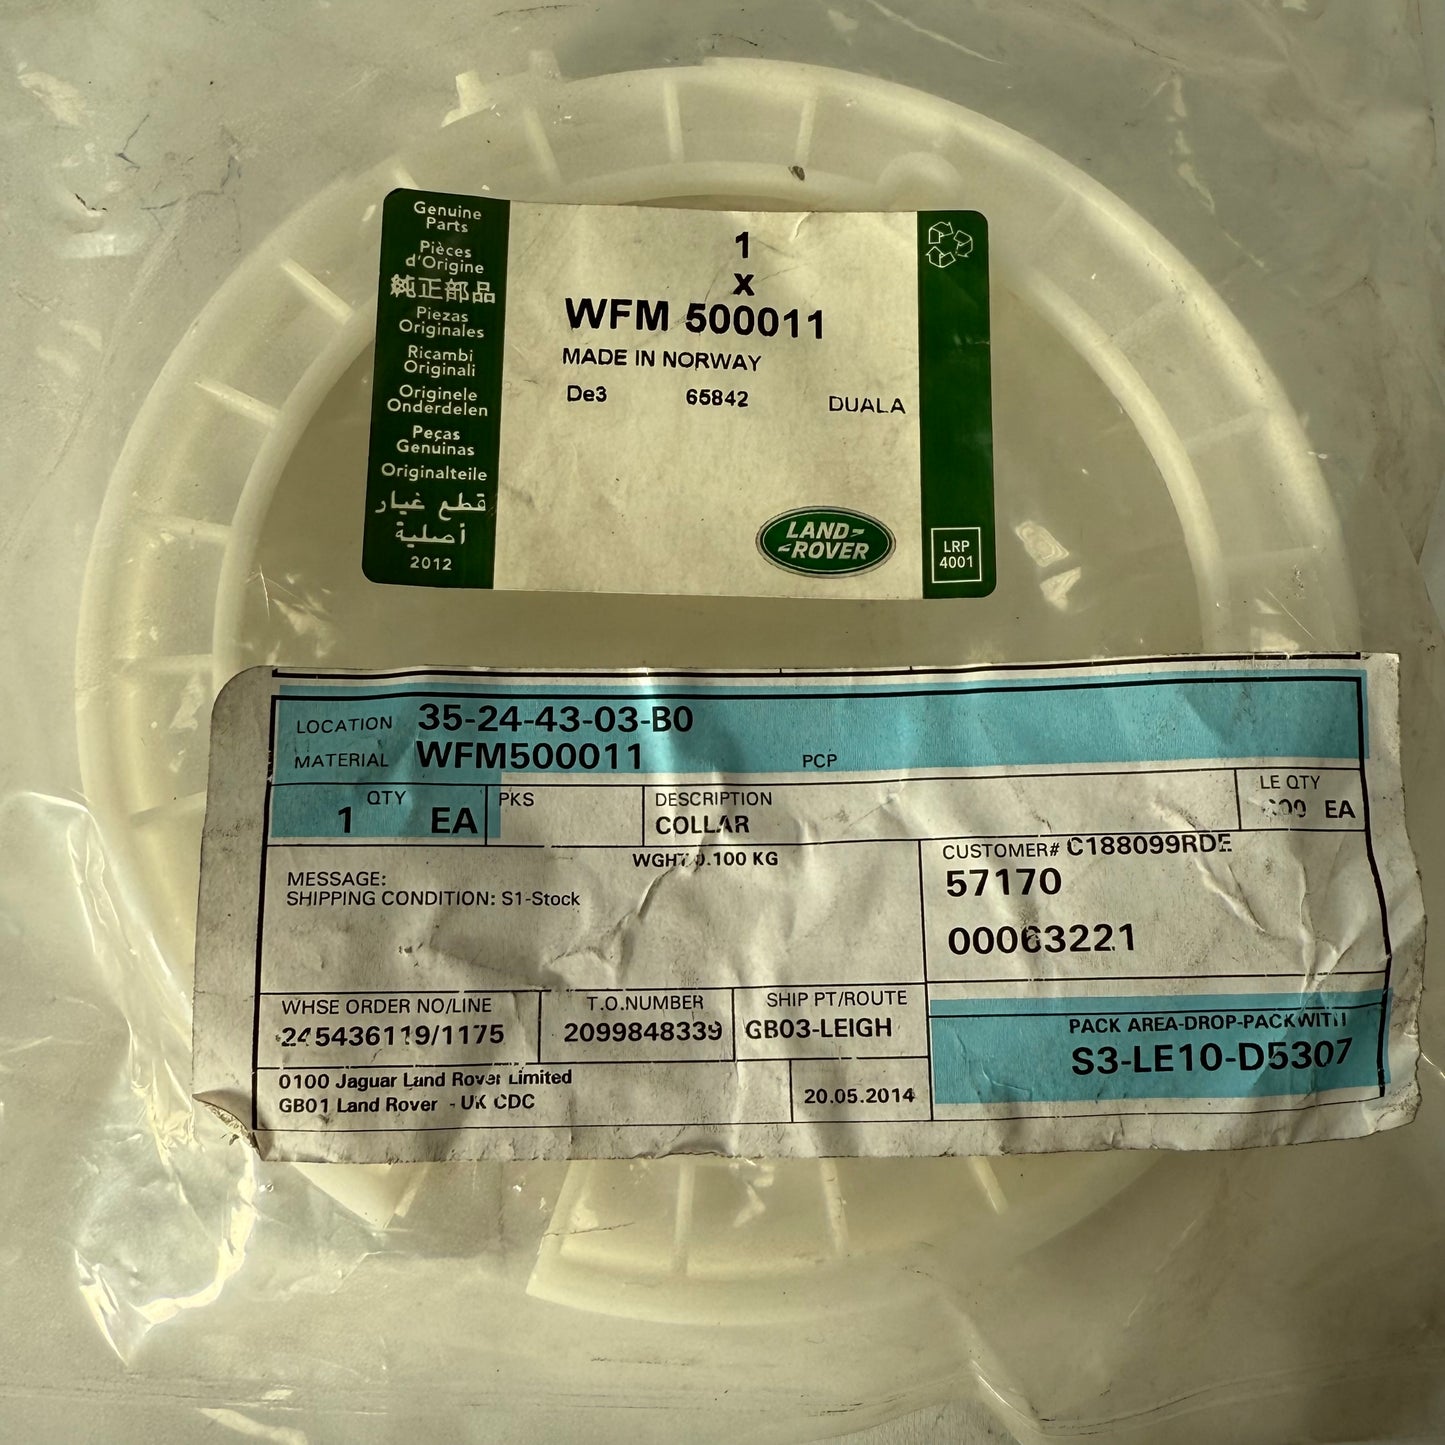 Genuine
Parts
Pièces
d'Origine
純正部品
Piezas
Originales
Ricambi
Originali
Originele
Onderdelen
Peças
Genuinas
Originalteile
قطع غيار
أصلية
2012
1
x
WFM 500011
MADE IN NORWAY
De3 65842 DUALA
LAND
ROVER
LRP
4001
LOCATION 35-24-43-03-B0
MATERIAL WFM500011 PCP
QTY
1 EA
PKS
DESCRIPTION
COLLAR
LE QTY
EA
WGHT 0.100 KG
MESSAGE:
SHIPPING CONDITION: S1-Stock
CUSTOMER# C188099RDE
57170
00063221
WHSE ORDER NO/LINE
T.O.NUMBER
2099848339
SHIP PT/ROUTE
GB03-LEIGH
PACK AREA-DROP-PACKWITH
S3-LE10-D5307
0100 Jaguar Land Rover Limited
GB01 Land Rover - UK CDC
20.05.2014